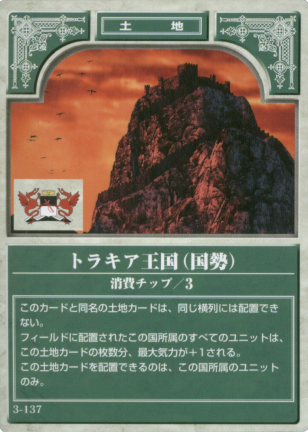 土地
トラキア王国(国勢)
消費チップ/3
このカードと同名の土地カードは、同じ横列には配置でき
ない。
フィールドに配置されたこの国所属のすべてのユニットは、
この土地カードの枚数分、最大気力が+1される。
この土地カードを配置できるのは、この国所属のユニット
のみ。
3-137